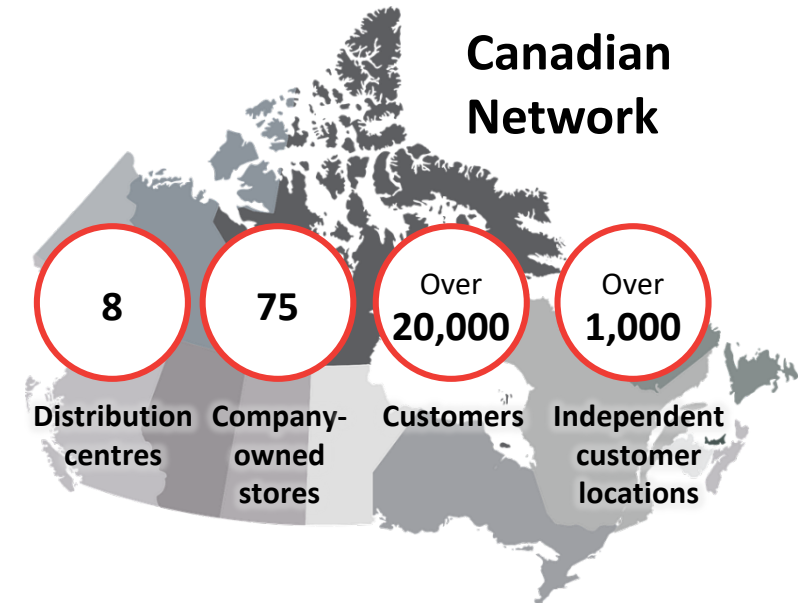 Canadian
Network
8
75
Over
20,000
Over
1,000
Distribution
centres
Company-
owned
stores
Customers
Independent
customer
locations